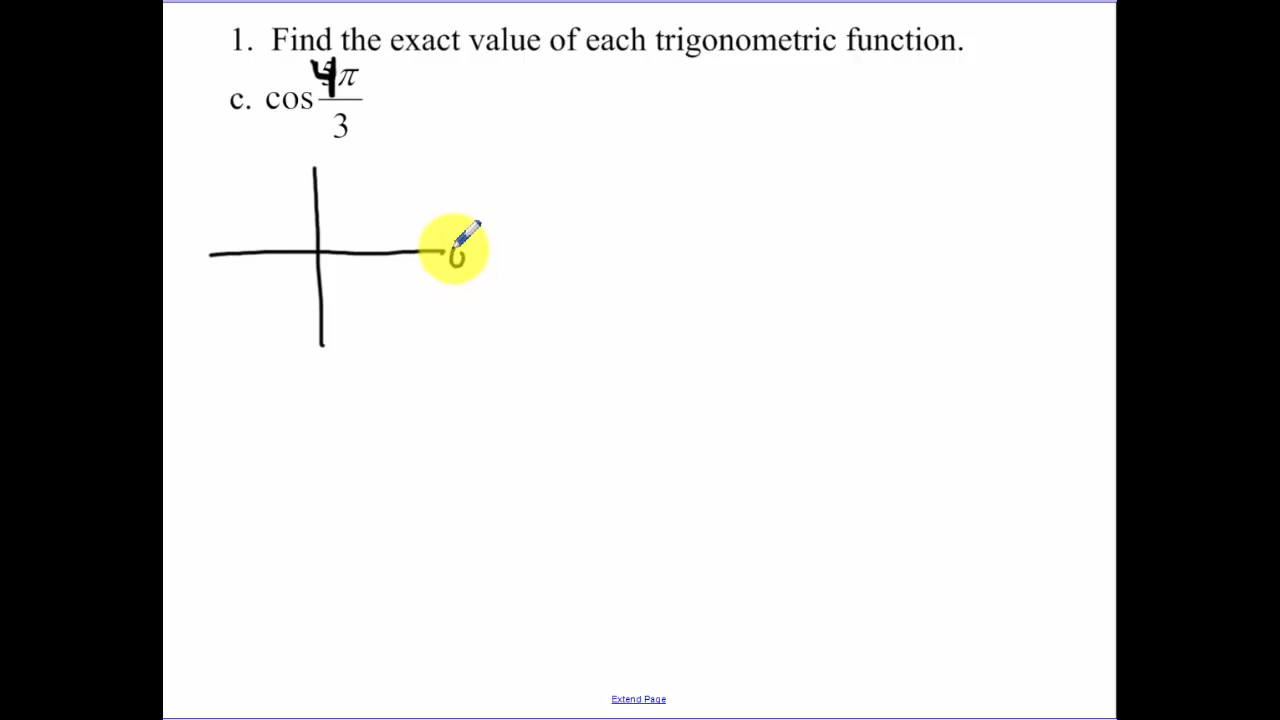 1. Find the exact value of each trigonometric function.
4π
c. cos
3
0
Extend Page